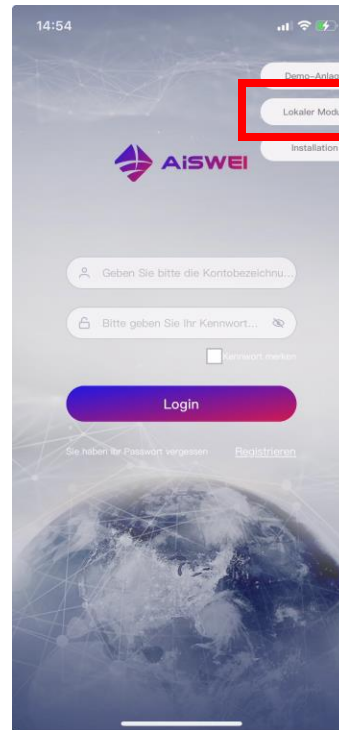 14:54
Demo-Anlag
Lokaler Modu
Installation
AiSWEI
Geben Sie bitte die Kontobezeichnu...
Bitte geben Sie Ihr Kennwort...
Kennwort merken
Login
Sie haben Ihr Passwort vergessen
Registrieren